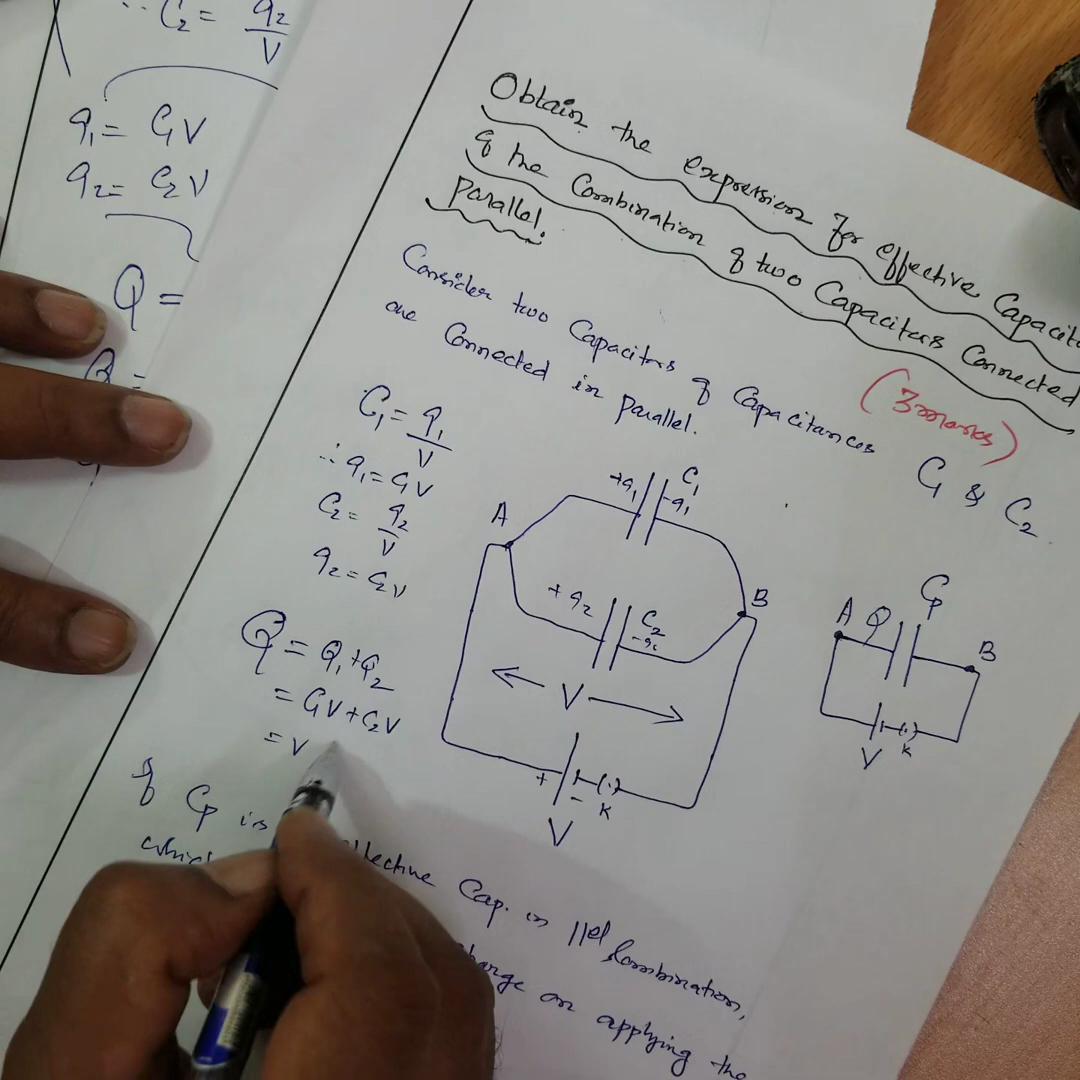 ∴ C₂ = q₂/V
q₁ = C₁V
q₂ = C₂V
Q =
Obtain the expression for effective Capacit
of the Combination of two Capacitors Connected
parallel.
(3 marks)
Consider two Capacitors of Capacitances C₁ & C₂
are Connected in parallel.
C₁ = q₁/V
∴ q₁ = C₁V
C₂ = q₂/V
q₂ = C₂V
Q = Q₁ + Q₂
= C₁V + C₂V
= V
+q₁ -q₁
C₁
A
B
+q₂
C₂
V
+ -
K
V
Cp
A Q
B
V
K
If Cp is effective Cap. in ||el Combination,
which
charge on applying the